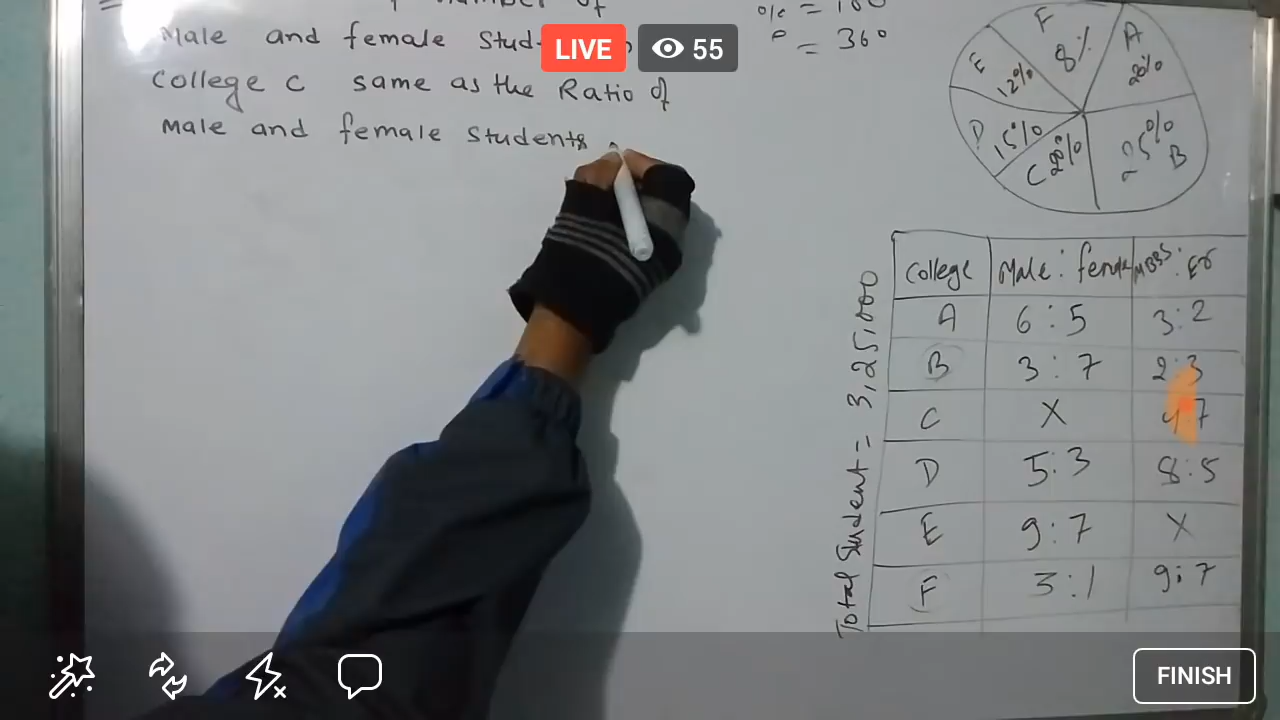 number of
% = 100
° = 360
Male and female Stud
College C same as the Ratio of
Male and female Students
LIVE 55
F
8%
A
20%
E
12%
D
15%
C 20%
25%
B
Total Student = 3,25,000
College Male : female MBBS : Er
A 6 : 5 3 : 2
B 3 : 7 2 : 3
C X 4 7
D 5 : 3 8 : 5
E 9 : 7 X
F 3 : 1 9 : 7
FINISH